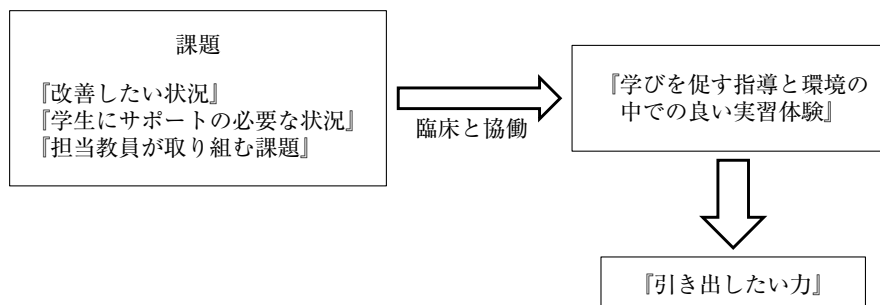 課題
『改善したい状況』
『学生にサポートの必要な状況』
『担当教員が取り組む課題』
臨床と協働
『学びを促す指導と環境の
中での良い実習体験』
『引き出したい力』